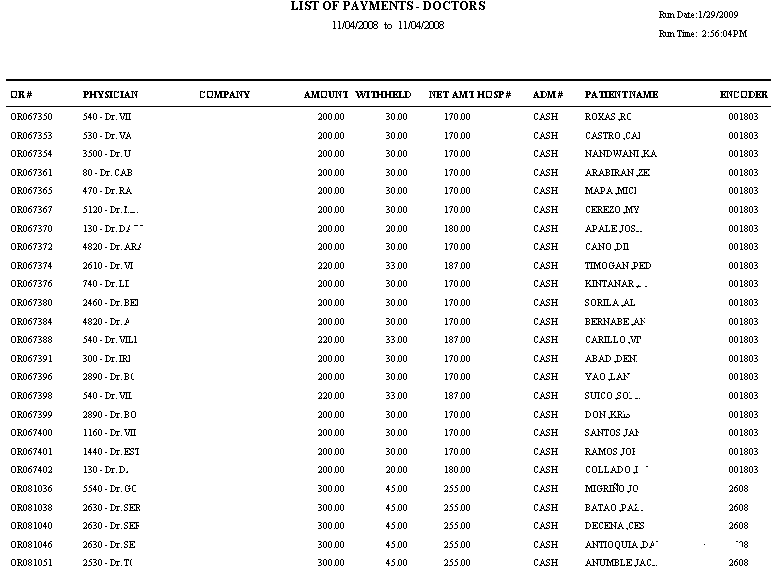 LIST OF PAYMENTS - DOCTORS
11/04/2008 to 11/04/2008
Run Date:1/29/2009
Run Time: 2:56:04PM
OR# PHYSICIAN COMPANY AMOUNT WITHHELD NET AMT HOSP# ADM# PATIENTNAME ENCODER
OR067350 540 - Dr. VII 200.00 30.00 170.00 CASH ROXAS ,RC 001803
OR067353 530 - Dr. VA 200.00 30.00 170.00 CASH CASTRO ,CAI 001803
OR067354 3500 - Dr. U 200.00 30.00 170.00 CASH NANDWANI ,KA 001803
OR067361 80 - Dr. CAB 200.00 30.00 170.00 CASH ARABIRAN ,ZE 001803
OR067365 470 - Dr. RA 200.00 30.00 170.00 CASH MAPA ,MICI 001803
OR067367 5120 - Dr. 200.00 30.00 170.00 CASH CEREZO ,MY 001803
OR067370 130 - Dr. 200.00 20.00 180.00 CASH APALE ,JOS 001803
OR067372 4820 - Dr. ARA 200.00 30.00 170.00 CASH CANO ,DII 001803
OR067374 2610 - Dr. VI 220.00 33.00 187.00 CASH TIMOGAN ,PED 001803
OR067376 740 - Dr. LI 200.00 30.00 170.00 CASH KINTANAR 001803
OR067380 2460 - Dr. BEI 200.00 30.00 170.00 CASH SORILA ,AL 001803
OR067384 4820 - Dr. A 200.00 30.00 170.00 CASH BERNABE ,AN 001803
OR067388 540 - Dr. VILL 220.00 33.00 187.00 CASH CARILLO ,VI 001803
OR067391 300 - Dr. IRI 200.00 30.00 170.00 CASH ABAD ,DEN 001803
OR067396 2890 - Dr. BC 200.00 30.00 170.00 CASH YAO ,LAN 001803
OR067398 540 - Dr. VII 220.00 33.00 187.00 CASH SUICO ,SO 001803
OR067399 2890 - Dr. BO 200.00 30.00 170.00 CASH DON ,KRIS 001803
OR067400 1160 - Dr. VII 200.00 30.00 170.00 CASH SANTOS ,JAN 001803
OR067401 1440 - Dr. EST 200.00 30.00 170.00 CASH RAMOS ,JOI 001803
OR067402 130 - Dr. 200.00 20.00 180.00 CASH COLLADO 001803
OR081036 5540 - Dr. GC 300.00 45.00 255.00 CASH MIGRIÑO ,JO 2608
OR081038 2630 - Dr. SER 300.00 45.00 255.00 CASH BATAO ,PAL 2608
OR081040 2630 - Dr. SER 300.00 45.00 255.00 CASH DECENA ,CES 2608
OR081046 2630 - Dr. SE 300.00 45.00 255.00 CASH ANTIOQUIA ,DA
OR081051 2530 - Dr. TC 300.00 45.00 255.00 CASH ANUMBLE ,JAC 2608